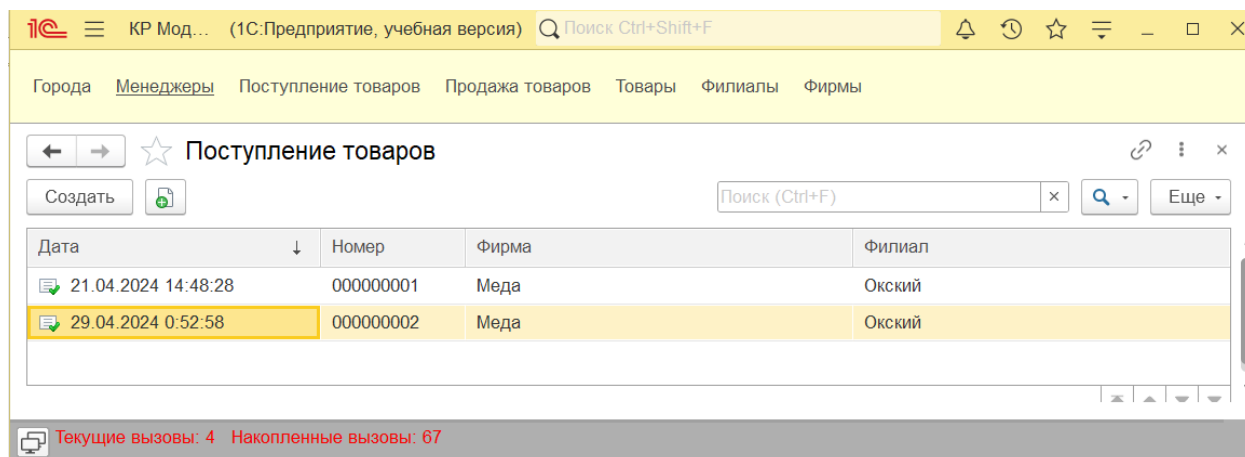 1С КР Мод... (1С:Предприятие, учебная версия) Поиск Ctrl+Shift+F
Города Менеджеры Поступление товаров Продажа товаров Товары Филиалы Фирмы
Поступление товаров
Создать Поиск (Ctrl+F) Еще
Дата Номер Фирма Филиал
21.04.2024 14:48:28 000000001 Меда Окский
29.04.2024 0:52:58 000000002 Меда Окский
Текущие вызовы: 4 Накопленные вызовы: 67